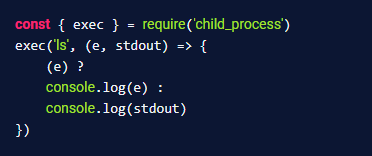 const { exec } = require('child_process')
exec('ls', (e, stdout) => {
    (e) ?
    console.log(e) :
    console.log(stdout)
})